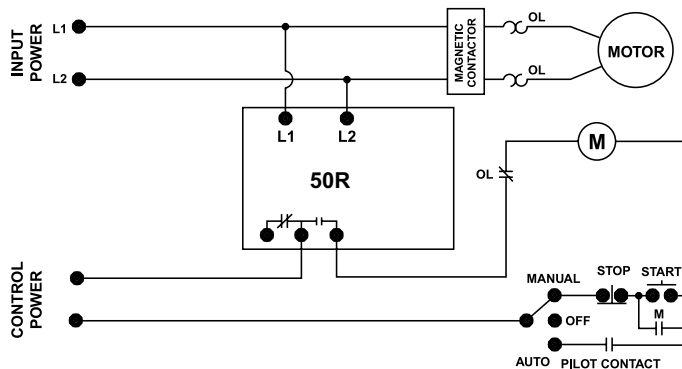 INPUT
POWER
L1
L2
MAGNETIC
CONTACTOR
OL
OL
MOTOR
L1
L2
50R
OL
M
CONTROL
POWER
MANUAL
STOP
START
OFF
M
AUTO
PILOT CONTACT